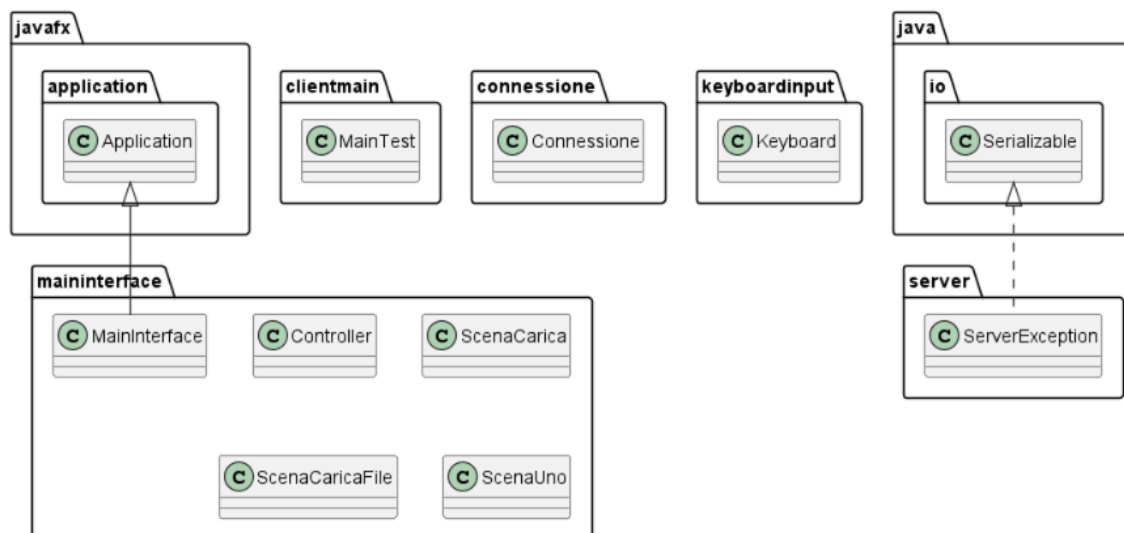 javafx
java
application
clientmain
connessione
keyboardinput
io
C Application
C MainTest
C Connessione
C Keyboard
C Serializable
maininterface
server
C MainInterface
C Controller
C ScenaCarica
C ServerException
C ScenaCaricaFile
C ScenaUno